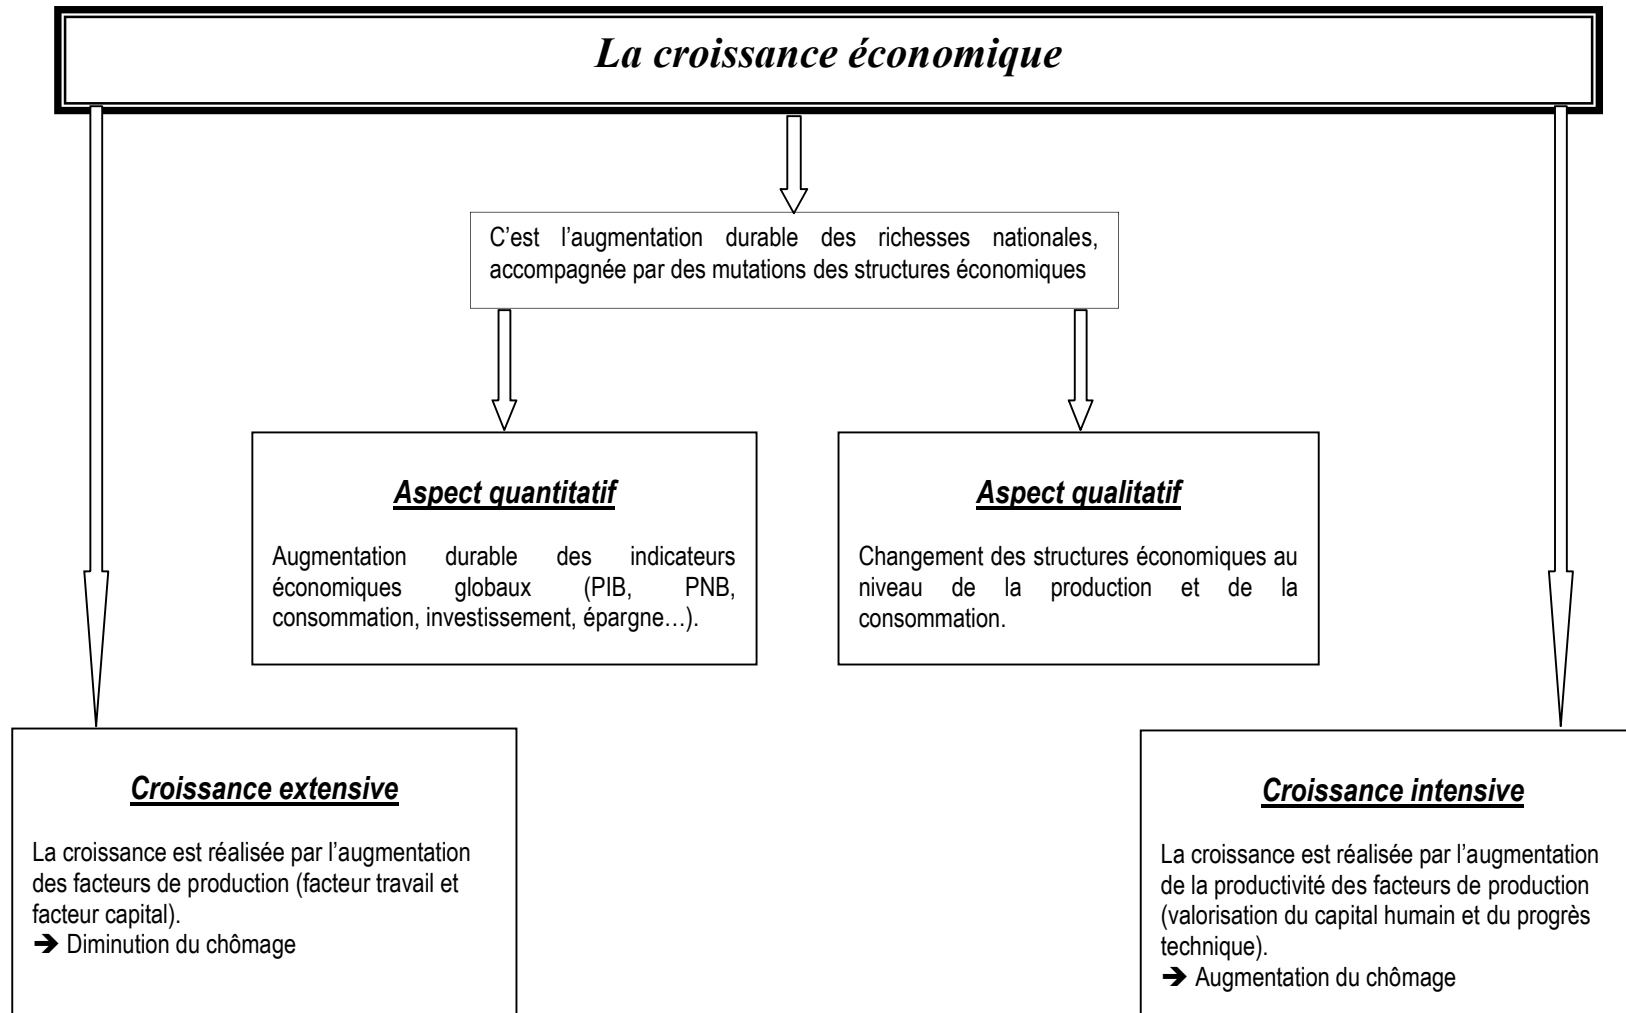 La croissance économique
C’est l’augmentation durable des richesses nationales,
accompagnée par des mutations des structures économiques
Aspect quantitatif
Augmentation durable des indicateurs
économiques globaux (PIB, PNB,
consommation, investissement, épargne…).
Aspect qualitatif
Changement des structures économiques au
niveau de la production et de la
consommation.
Croissance extensive
La croissance est réalisée par l’augmentation
des facteurs de production (facteur travail et
facteur capital).
➔ Diminution du chômage
Croissance intensive
La croissance est réalisée par l’augmentation
de la productivité des facteurs de production
(valorisation du capital humain et du progrès
technique).
➔ Augmentation du chômage